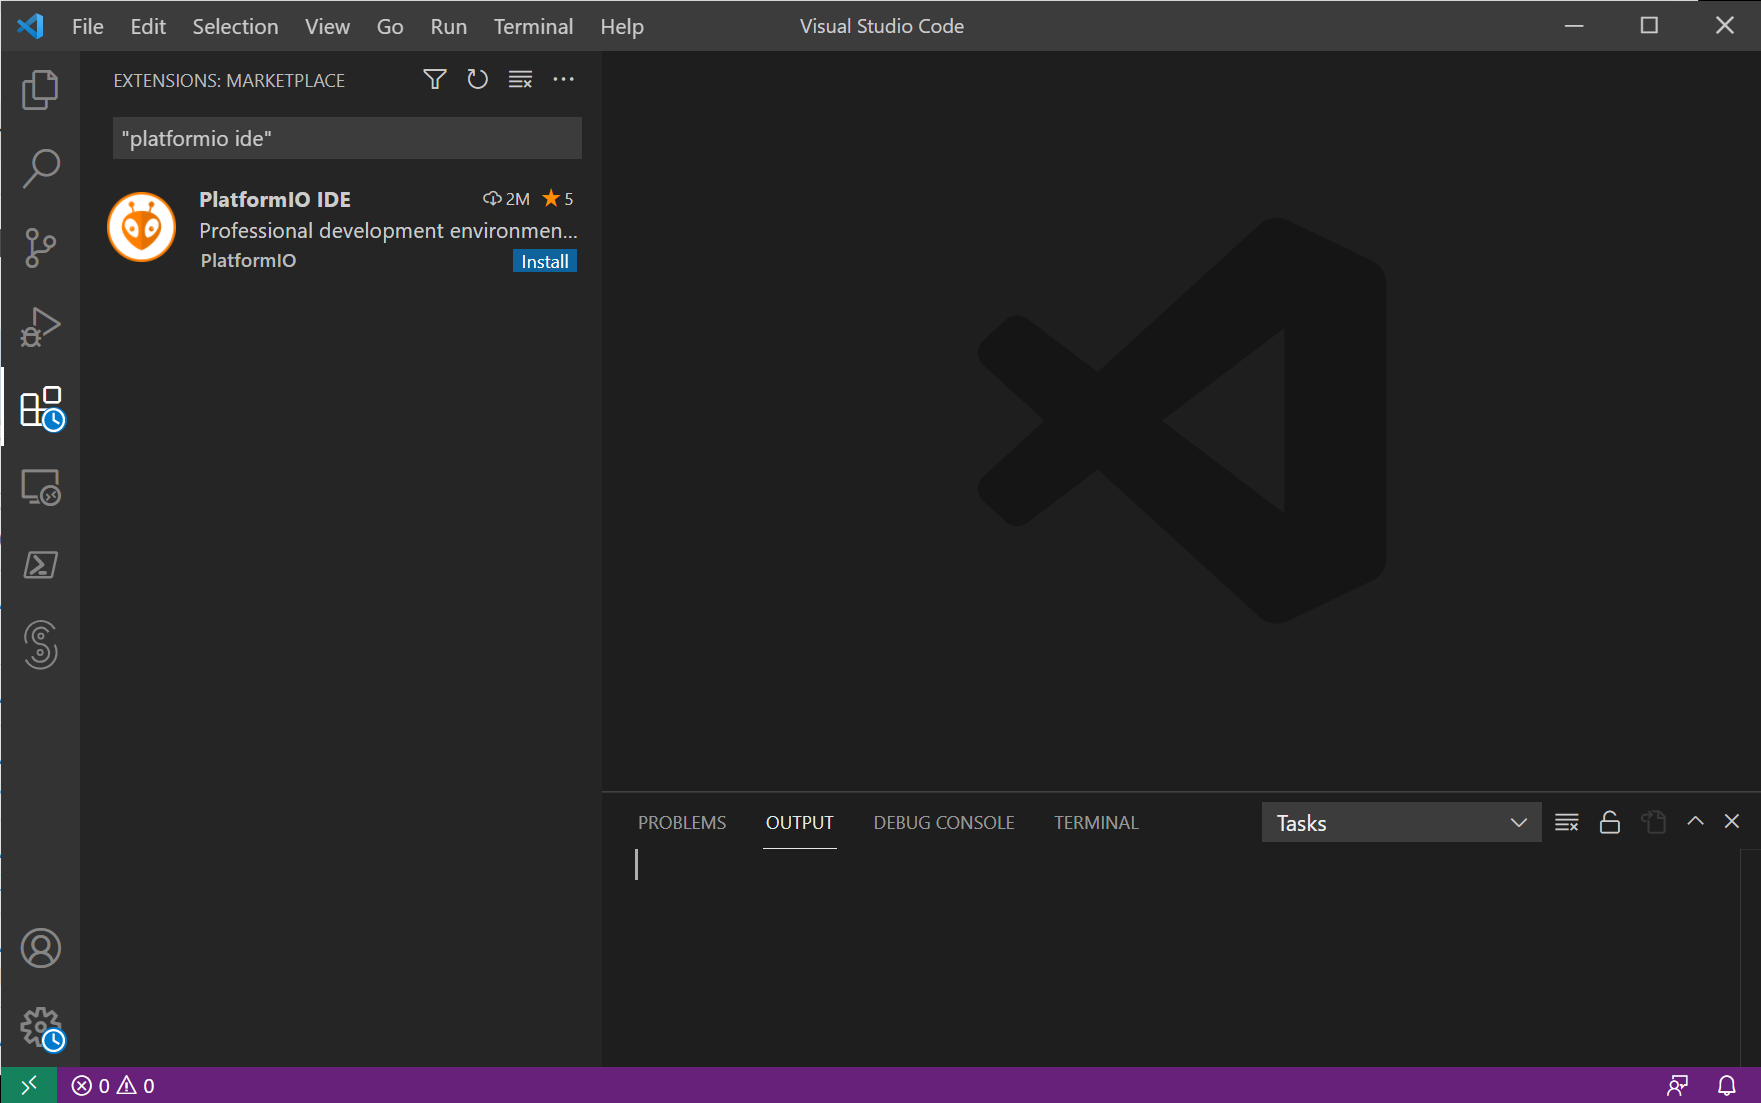 File Edit Selection View Go Run Terminal Help Visual Studio Code
EXTENSIONS: MARKETPLACE
"platformio ide"
PlatformIO IDE 2M 5
Professional development environmen...
PlatformIO Install
PROBLEMS OUTPUT DEBUG CONSOLE TERMINAL Tasks
0 0